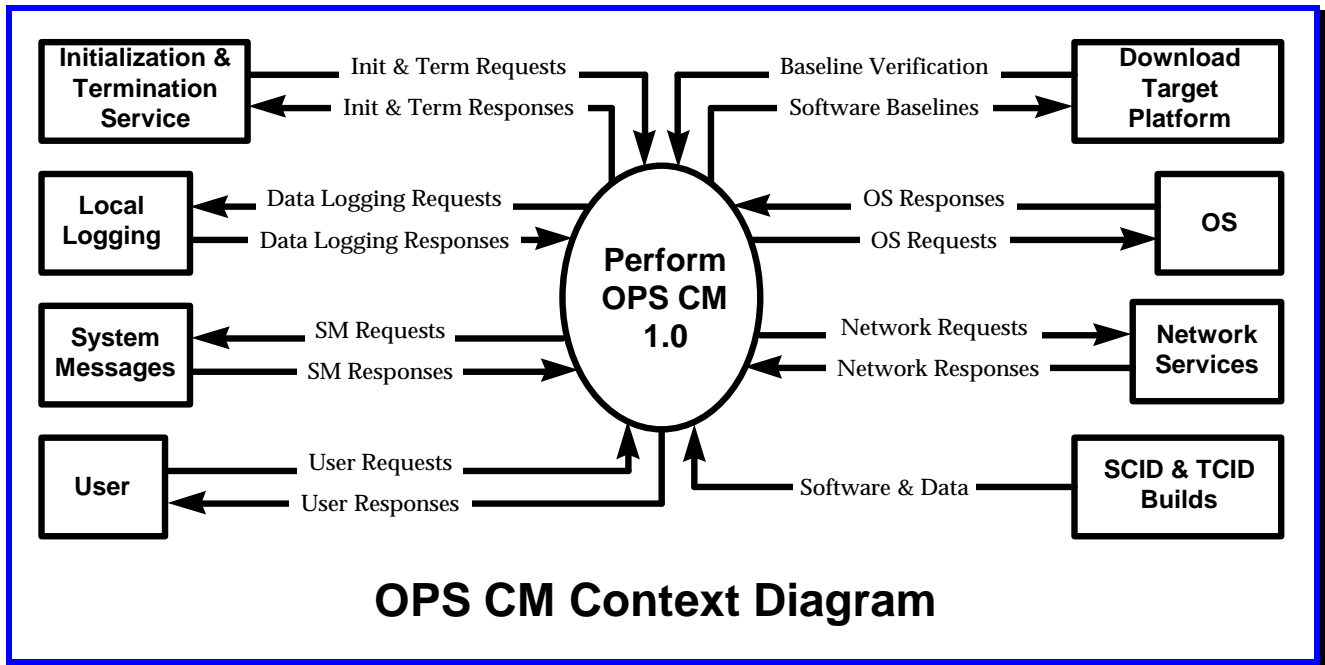 Initialization &
Termination
Service
Init & Term Requests
Init & Term Responses
Baseline Verification
Software Baselines
Download
Target
Platform
Local
Logging
Data Logging Requests
Data Logging Responses
OS Responses
OS Requests
OS
Perform
OPS CM
1.0
System
Messages
SM Requests
SM Responses
Network Requests
Network Responses
Network
Services
User
User Requests
User Responses
Software & Data
SCID & TCID
Builds
OPS CM Context Diagram